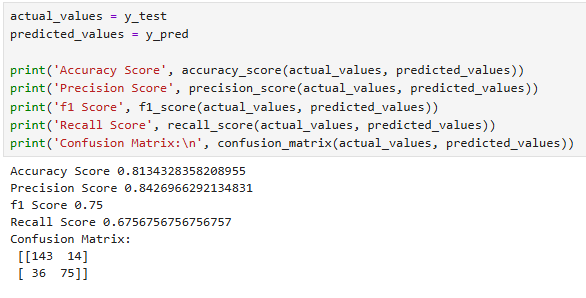 actual_values = y_test
predicted_values = y_pred

print('Accuracy Score', accuracy_score(actual_values, predicted_values))
print('Precision Score', precision_score(actual_values, predicted_values))
print('f1 Score', f1_score(actual_values, predicted_values))
print('Recall Score', recall_score(actual_values, predicted_values))
print('Confusion Matrix:\n', confusion_matrix(actual_values, predicted_values))
Accuracy Score 0.8134328358208955
Precision Score 0.8426966292134831
f1 Score 0.75
Recall Score 0.6756756756756757
Confusion Matrix:
 [[143  14]
 [ 36  75]]